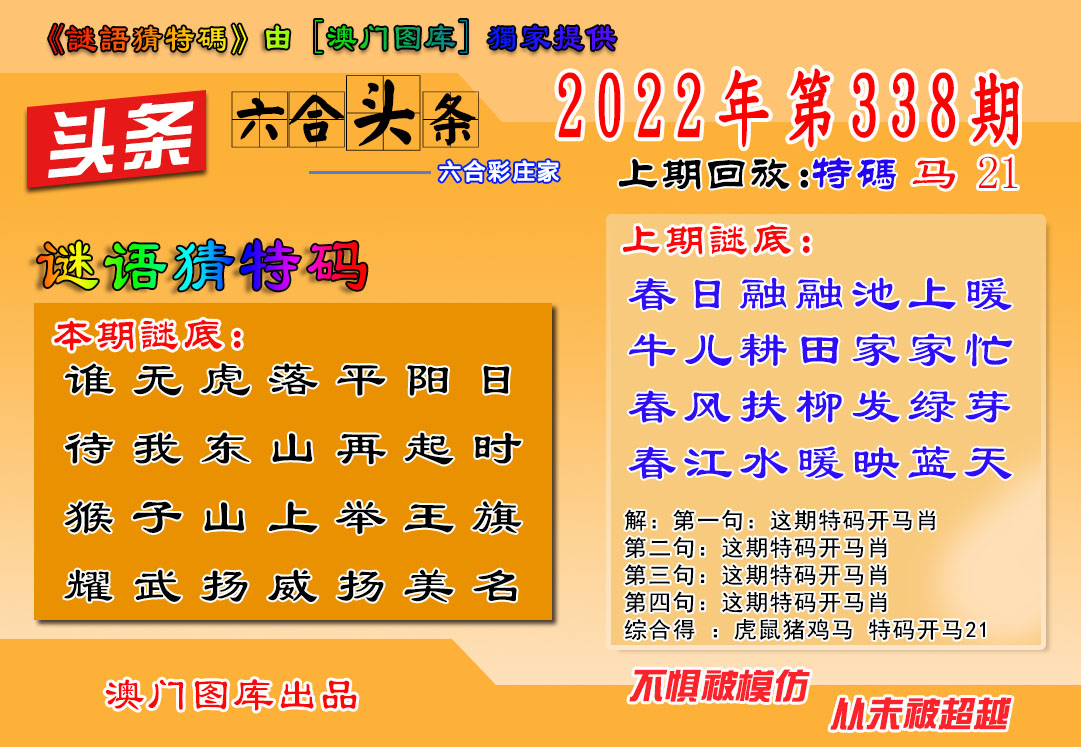 《謎語猜特碼》由［澳门图库］獨家提供
头条
六合头条
六合彩庄家
2022年第338期
上期回放:特碼 马 21
谜语猜特码
本期謎底：
谁无虎落平阳日
待我东山再起时
猴子山上举王旗
耀武扬威扬美名
上期謎底：
春日融融池上暖
牛儿耕田家家忙
春风扶柳发绿芽
春江水暖映蓝天
解：第一句：这期特码开马肖
第二句：这期特码开马肖
第三句：这期特码开马肖
第四句：这期特码开马肖
综合得 ：虎鼠猪鸡马 特码开马21
澳门图库出品
不惧被模仿
从未被超越